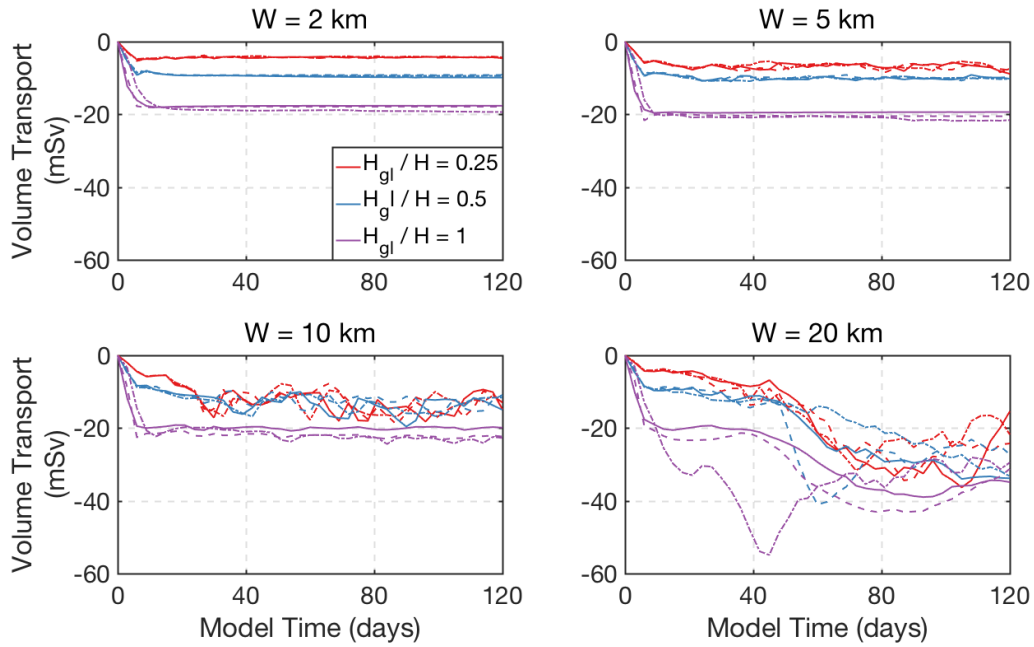 W = 2 km
W = 5 km
Volume Transport
(mSv)
0
-20
-40
-60
0
40
80
120
H_gl / H = 0.25
H_gl / H = 0.5
H_gl / H = 1
0
-20
-40
-60
0
40
80
120
W = 10 km
W = 20 km
Volume Transport
(mSv)
0
-20
-40
-60
0
40
80
120
Model Time (days)
0
-20
-40
-60
0
40
80
120
Model Time (days)